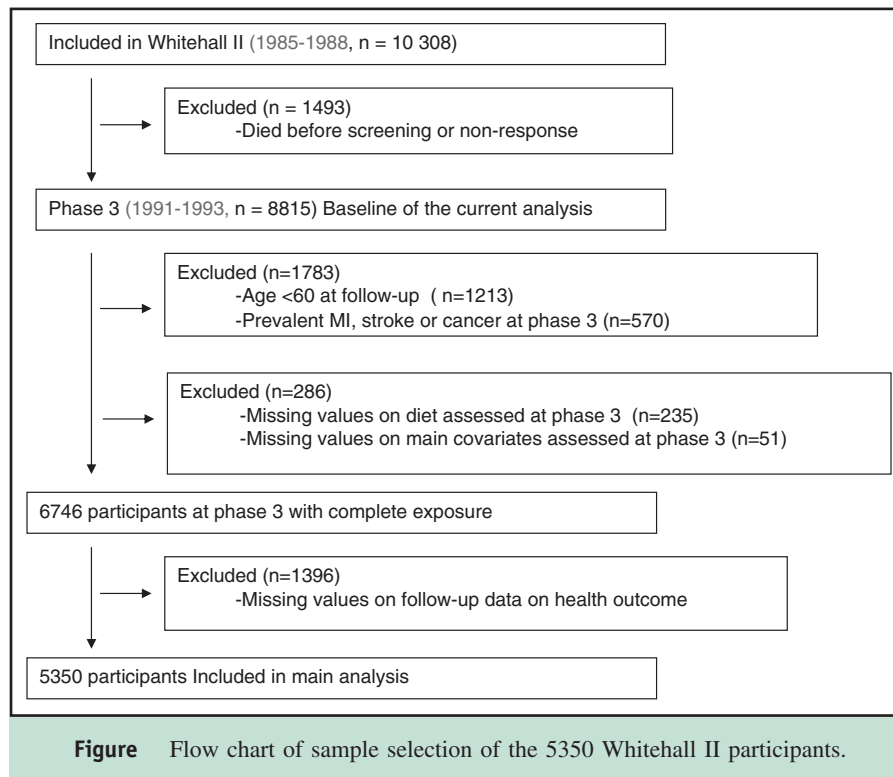 Included in Whitehall II (1985-1988, n = 10 308)
Excluded (n = 1493)
-Died before screening or non-response
Phase 3 (1991-1993, n = 8815) Baseline of the current analysis
Excluded (n=1783)
-Age <60 at follow-up ( n=1213)
-Prevalent MI, stroke or cancer at phase 3 (n=570)
Excluded (n=286)
-Missing values on diet assessed at phase 3 (n=235)
-Missing values on main covariates assessed at phase 3 (n=51)
6746 participants at phase 3 with complete exposure
Excluded (n=1396)
-Missing values on follow-up data on health outcome
5350 participants Included in main analysis
Figure Flow chart of sample selection of the 5350 Whitehall II participants.